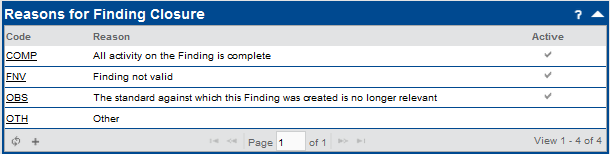 Reasons for Finding Closure ?
Code Reason Active
COMP All activity on the Finding is complete
FNV Finding not valid
OBS The standard against which this Finding was created is no longer relevant
OTH Other
Page 1 of 1 View 1 - 4 of 4